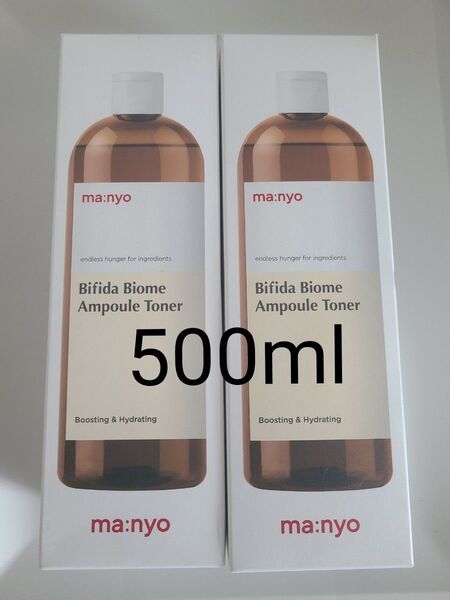 ma:nyo
endless hunger for ingredients
Bifida Biome
Ampoule Toner
Boosting & Hydrating
ma:nyo
ma:nyo
endless hunger for ingredients
Bifida Biome
Ampoule Toner
Boosting & Hydrating
ma:nyo
500ml